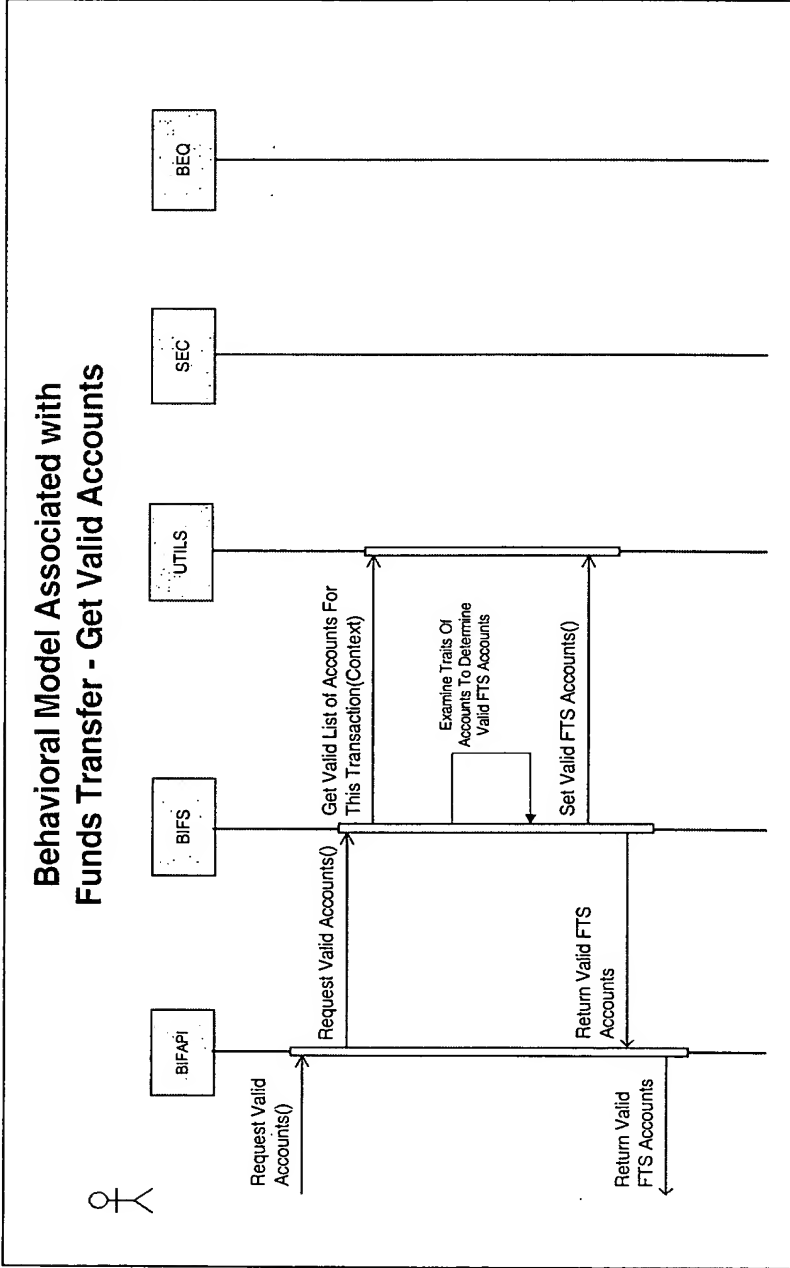 Behavioral Model Associated with
Funds Transfer - Get Valid Accounts
BIFAPI
BIFS
UTILS
SEC
BEQ
Request Valid
Accounts()
Request Valid Accounts()
Get Valid List of Accounts For
This Transaction(Context)
Examine Traits Of
Accounts To Determine
Valid FTS Accounts
Set Valid FTS Accounts()
Return Valid FTS
Accounts
Return Valid
FTS Accounts